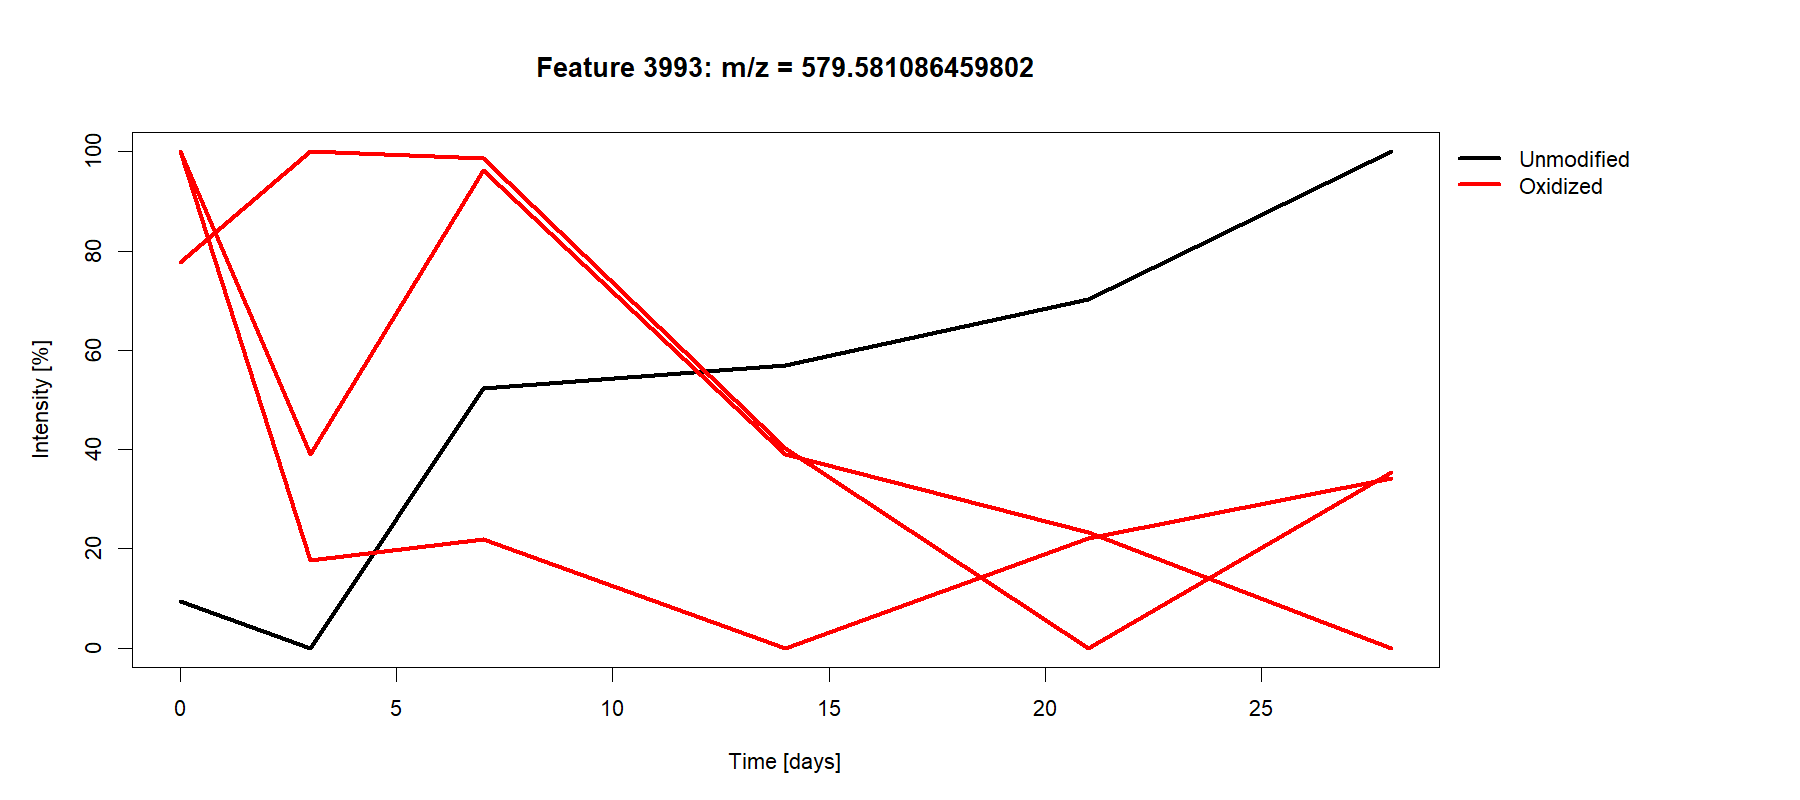 Feature 3993: m/z = 579.581086459802
Unmodified
Oxidized
100
80
60
40
20
0
Intensity [%]
0 5 10 15 20 25
Time [days]